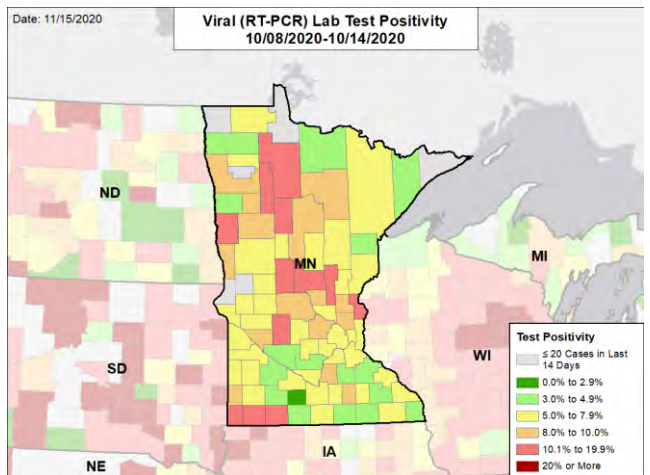 Date: 11/15/2020
Viral (RT-PCR) Lab Test Positivity
10/08/2020-10/14/2020
ND
MN
MI
SD
WI
NE
IA
Test Positivity
≤ 20 Cases in Last
14 Days
0.0% to 2.9%
3.0% to 4.9%
5.0% to 7.9%
8.0% to 10.0%
10.1% to 19.9%
20% or More